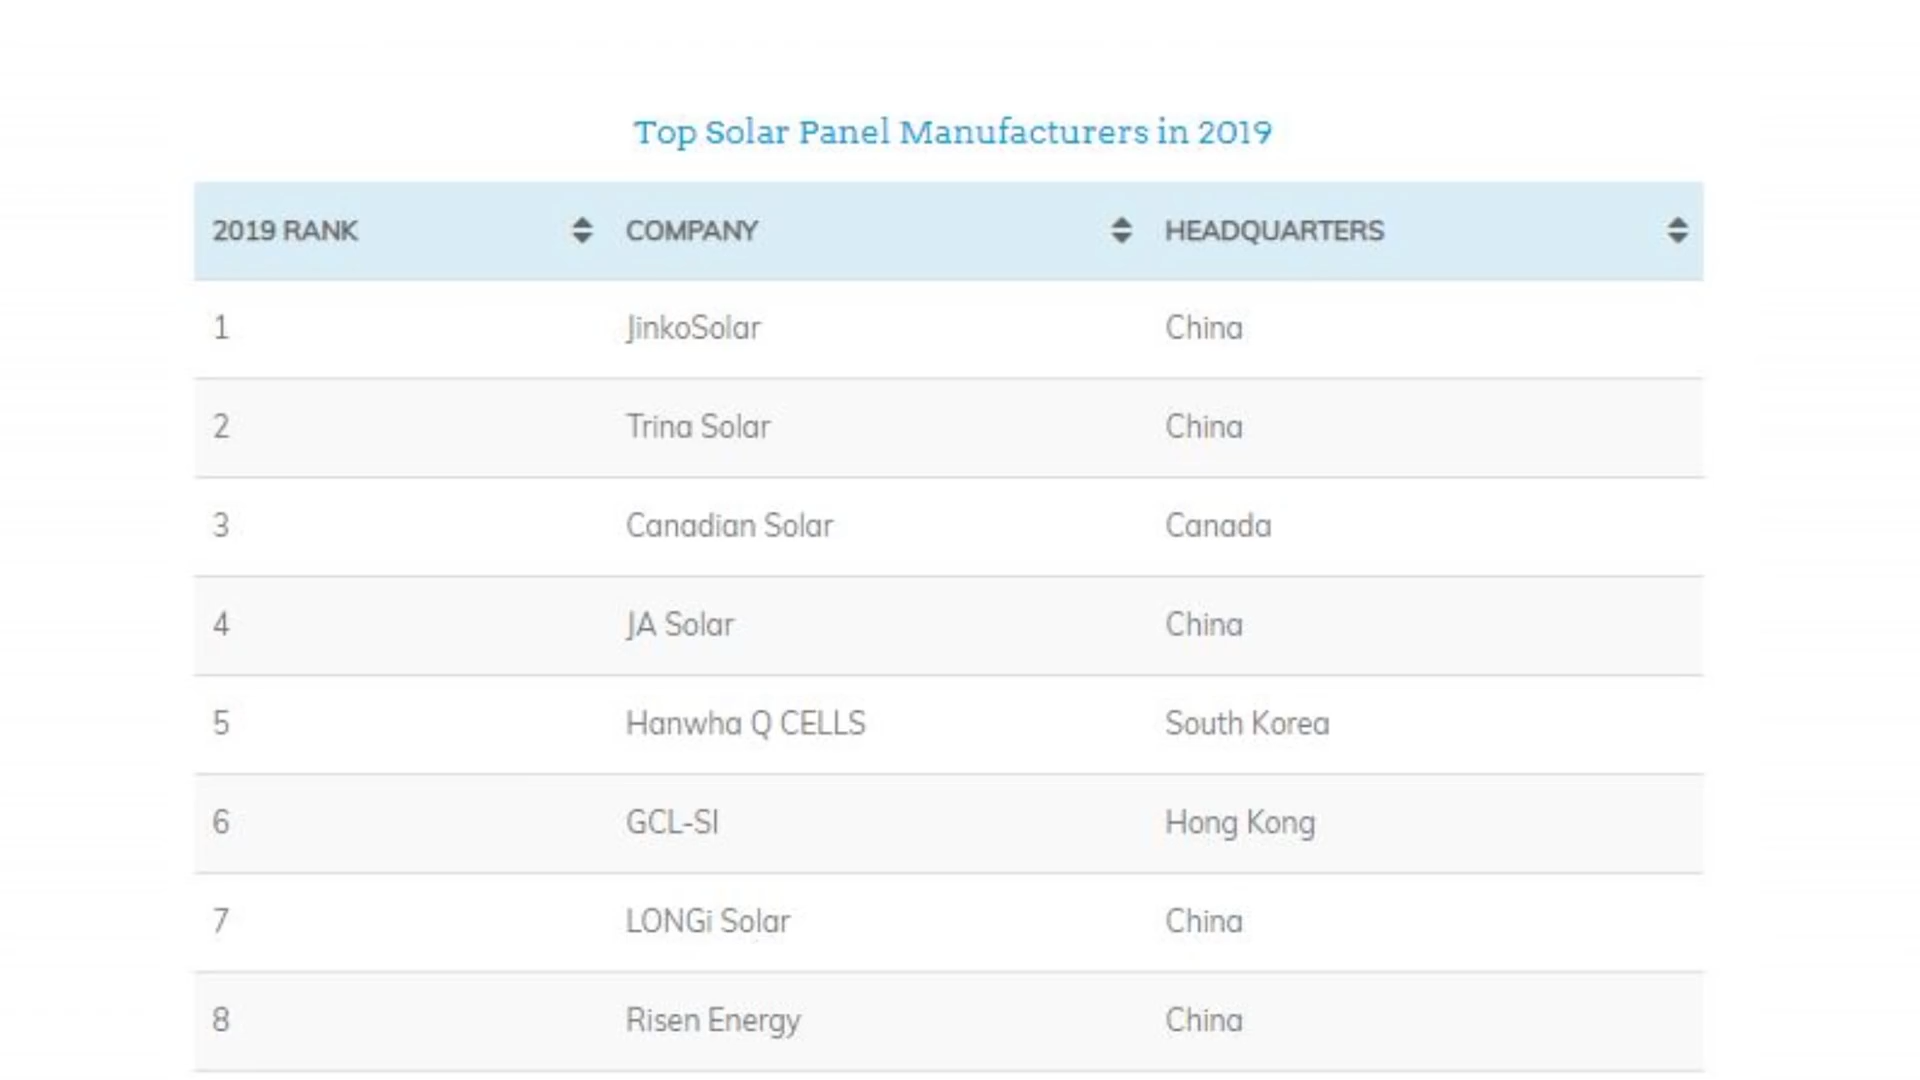 Top Solar Panel Manufacturers in 2019
2019 RANK COMPANY HEADQUARTERS
1 JinkoSolar China
2 Trina Solar China
3 Canadian Solar Canada
4 JA Solar China
5 Hanwha Q CELLS South Korea
6 GCL-SI Hong Kong
7 LONGi Solar China
8 Risen Energy China